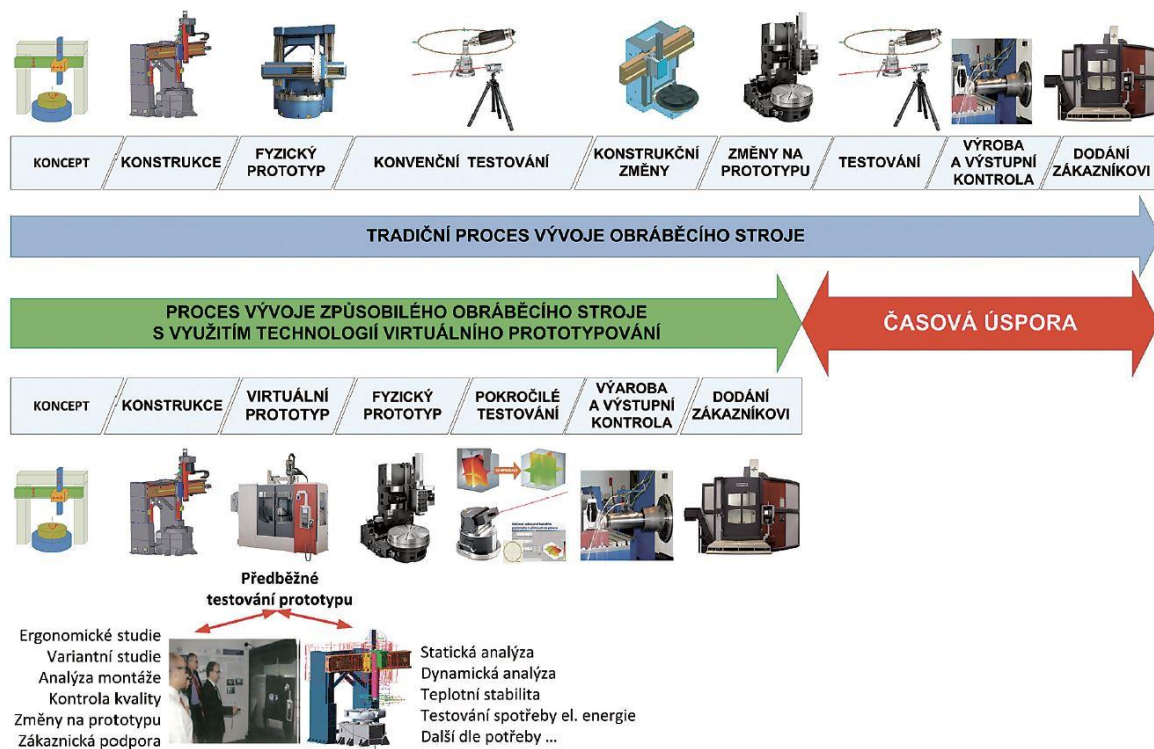 KONCEPT
KONSTRUKCE
FYZICKÝ
PROTOTYP
KONVENČNÍ TESTOVÁNÍ
KONSTRUKČNÍ
ZMĚNY
ZMĚNY NA
PROTOTYPU
TESTOVÁNÍ
VÝROBA
A VÝSTUPNÍ
KONTROLA
DODÁNÍ
ZÁKAZNÍKOVI
TRADIČNÍ PROCES VÝVOJE OBRÁBĚCÍHO STROJE
PROCES VÝVOJE ZPŮSOBILÉHO OBRÁBĚCÍHO STROJE
S VYUŽITÍM TECHNOLOGIÍ VIRTUÁLNÍHO PROTOTYPOVÁNÍ
ČASOVÁ ÚSPORA
KONCEPT
KONSTRUKCE
VIRTUÁLNÍ
PROTOTYP
FYZICKÝ
PROTOTYP
POKROČILÉ
TESTOVÁNÍ
VÝAROBA
A VÝSTUPNÍ
KONTROLA
DODÁNÍ
ZÁKAZNÍKOVI
Předběžné
testování prototypu
Ergonomické studie
Variantní studie
Analýza montáže
Kontrola kvality
Změny na prototypu
Zákaznická podpora
Statická analýza
Dynamická analýza
Teplotní stabilita
Testování spotřeby el. energie
Další dle potřeby ...